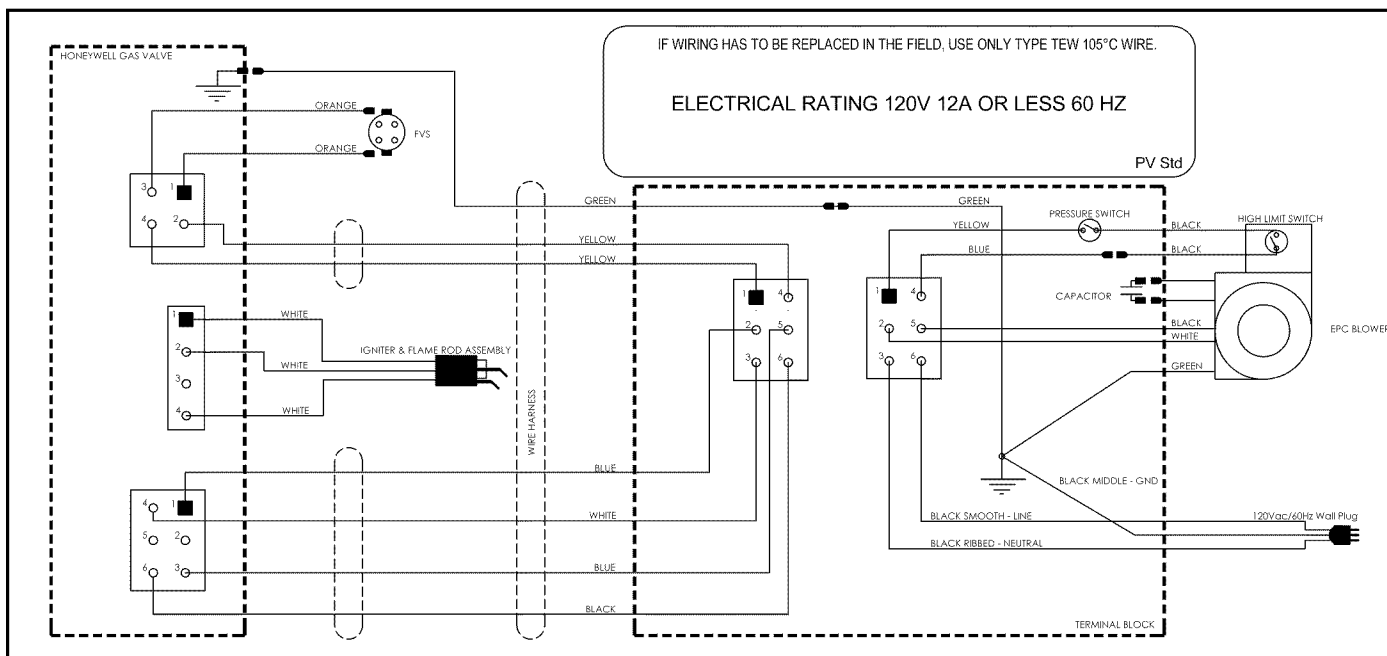 HONEYWELL GAS VALVE
IF WIRING HAS TO BE REPLACED IN THE FIELD, USE ONLY TYPE TEW 105°C WIRE.
ELECTRICAL RATING 120V 12A OR LESS 60 HZ
PV Std
ORANGE
FVS
ORANGE
3 1
4 2
GREEN
GREEN
YELLOW
PRESSURE SWITCH
BLACK
HIGH LIMIT SWITCH
YELLOW
YELLOW
BLUE
BLACK
1 4
2 5
3 6
1 4
2 5
3 6
CAPACITOR
BLACK
WHITE
EPC BLOWER
GREEN
1
2
3
4
WHITE
WHITE
WHITE
IGNITER & FLAME ROD ASSEMBLY
WIRE HARNESS
BLUE
4 1
5 2
6 3
WHITE
BLUE
BLACK
BLACK MIDDLE - GND
BLACK SMOOTH - LINE
120Vac/60Hz Wall Plug
BLACK RIBBED - NEUTRAL
TERMINAL BLOCK